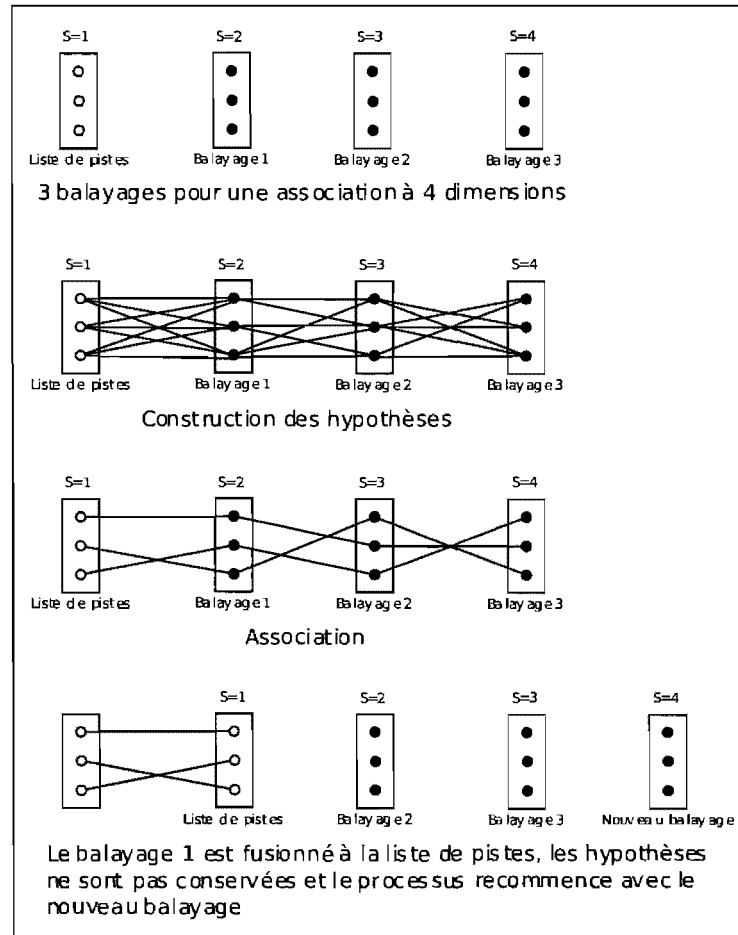 S=1 S=2 S=3 S=4
Liste de pistes Balayage 1 Balayage 2 Balayage 3
3 balayages pour une association à 4 dimensions
S=1 S=2 S=3 S=4
Liste de pistes Balayage 1 Balayage 2 Balayage 3
Construction des hypothèses
S=1 S=2 S=3 S=4
Liste de pistes Balayage 1 Balayage 2 Balayage 3
Association
S=1 S=2 S=3 S=4
Liste de pistes Balayage 2 Balayage 3 Nouveau balayage
Le balayage 1 est fusionné à la liste de pistes, les hypothèses
ne sont pas conservées et le processus recommence avec le
nouveau balayage